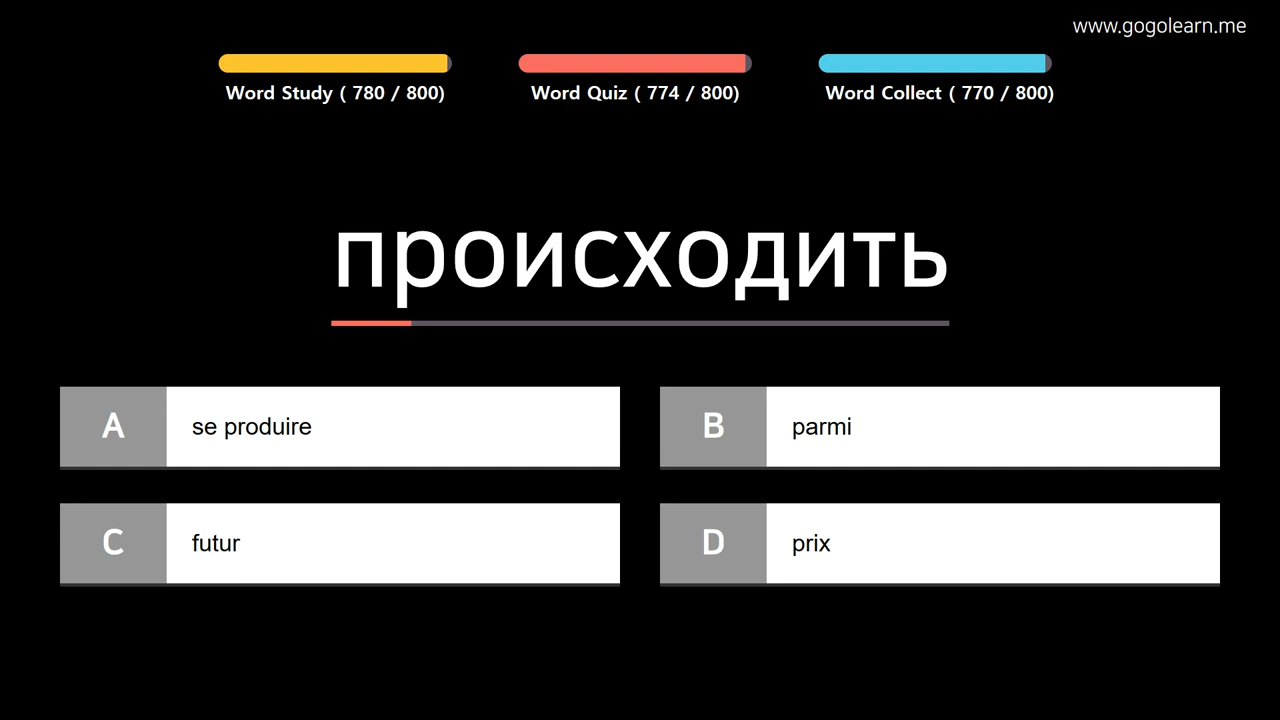 www.gogolearn.me
Word Study ( 780 / 800)
Word Quiz ( 774 / 800)
Word Collect ( 770 / 800)
происходить
A se produire
B parmi
C futur
D prix